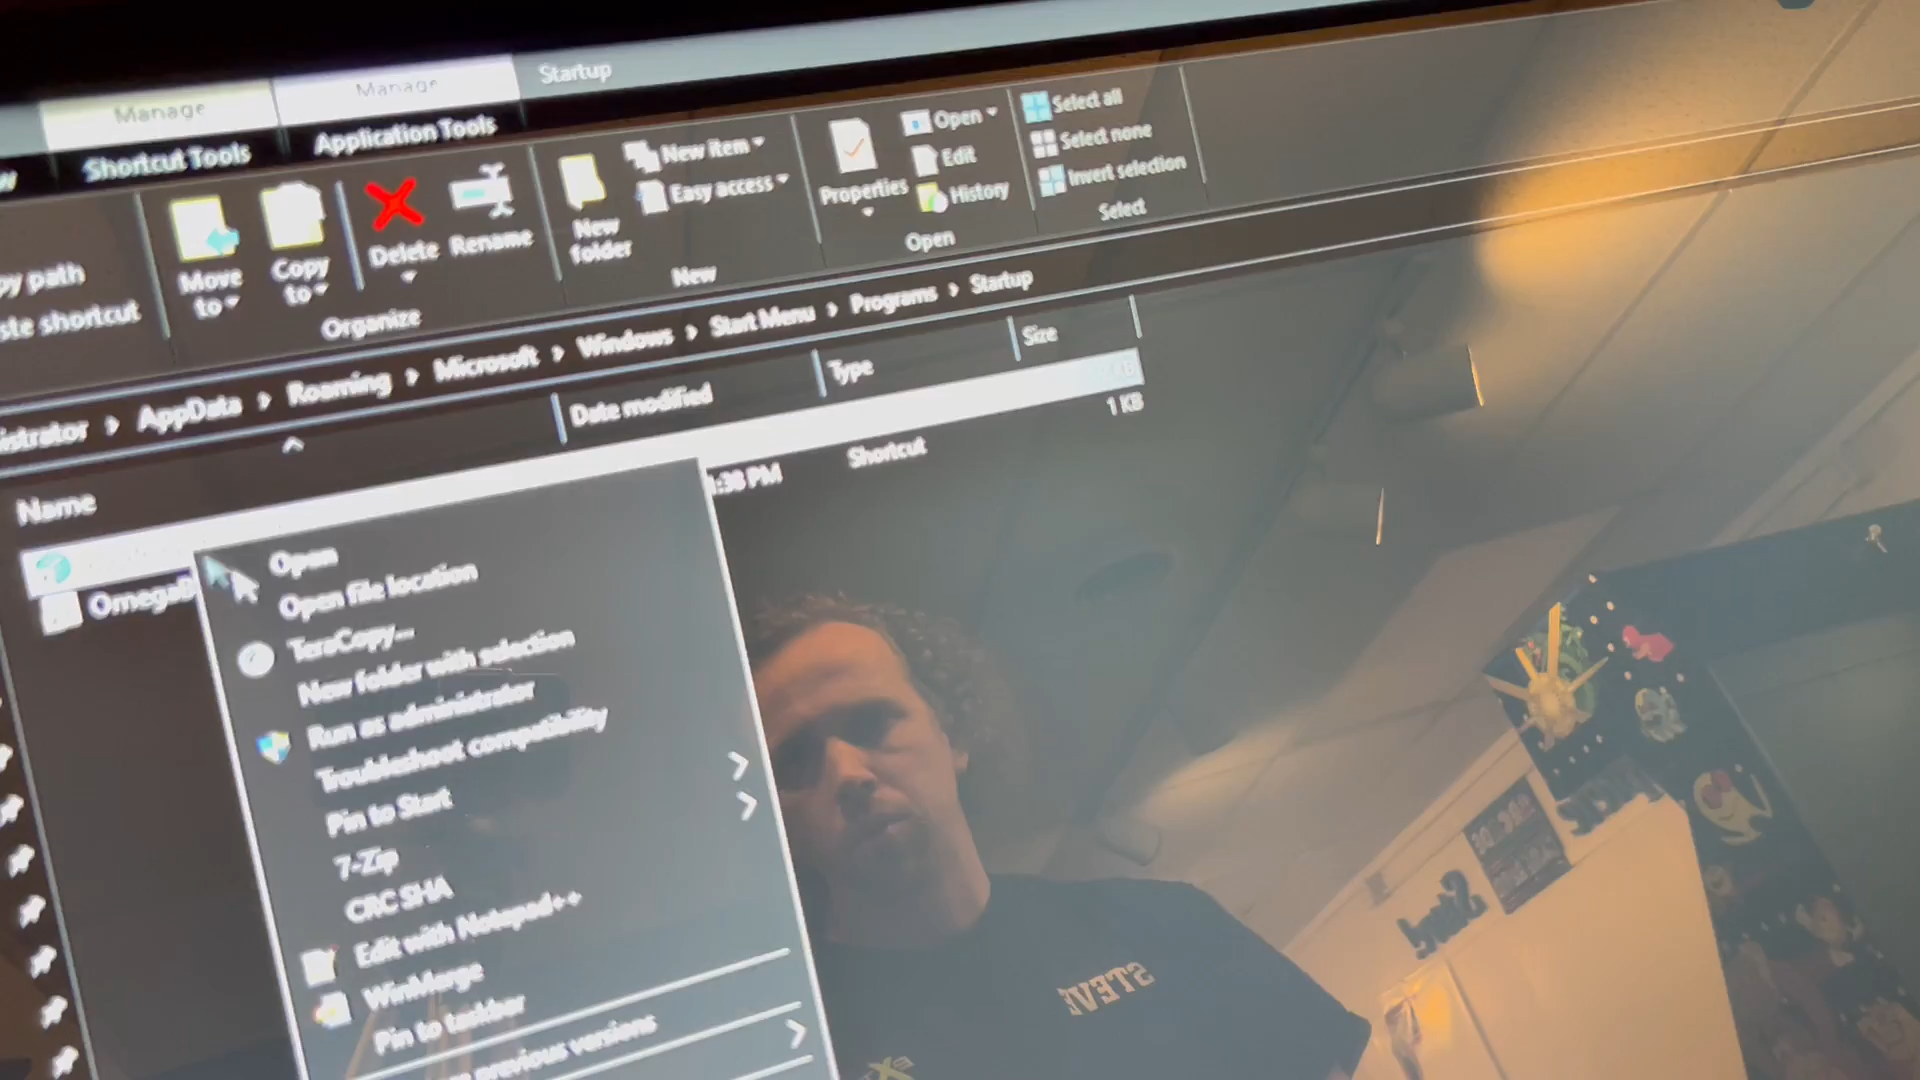 Manage
Manage
Startup
Shortcut Tools
Application Tools
Move to
Copy to
Delete
Rename
New folder
New item
Easy access
Properties
Open
Edit
History
Select all
Select none
Invert selection
py path
ste shortcut
Organize
New
Open
Select
istrator > AppData > Roaming > Microsoft > Windows > Start Menu > Programs > Startup
Name
Date modified
Type
Size
1 KB
:38 PM
Shortcut
OmegaD
Open
Open file location
TeraCopy...
New folder with selection
Run as administrator
Troubleshoot compatibility
Pin to Start
7-Zip
CRC SHA
Edit with Notepad++
WinMerge
Pin to taskbar
previous versions
STEVE